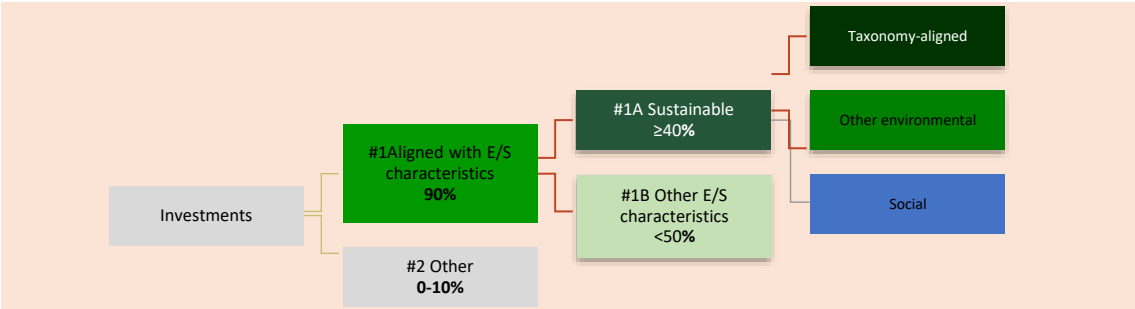 Investments
#1Aligned with E/S
characteristics
90%
#2 Other
0-10%
#1A Sustainable
≥40%
#1B Other E/S
characteristics
<50%
Taxonomy-aligned
Other environmental
Social